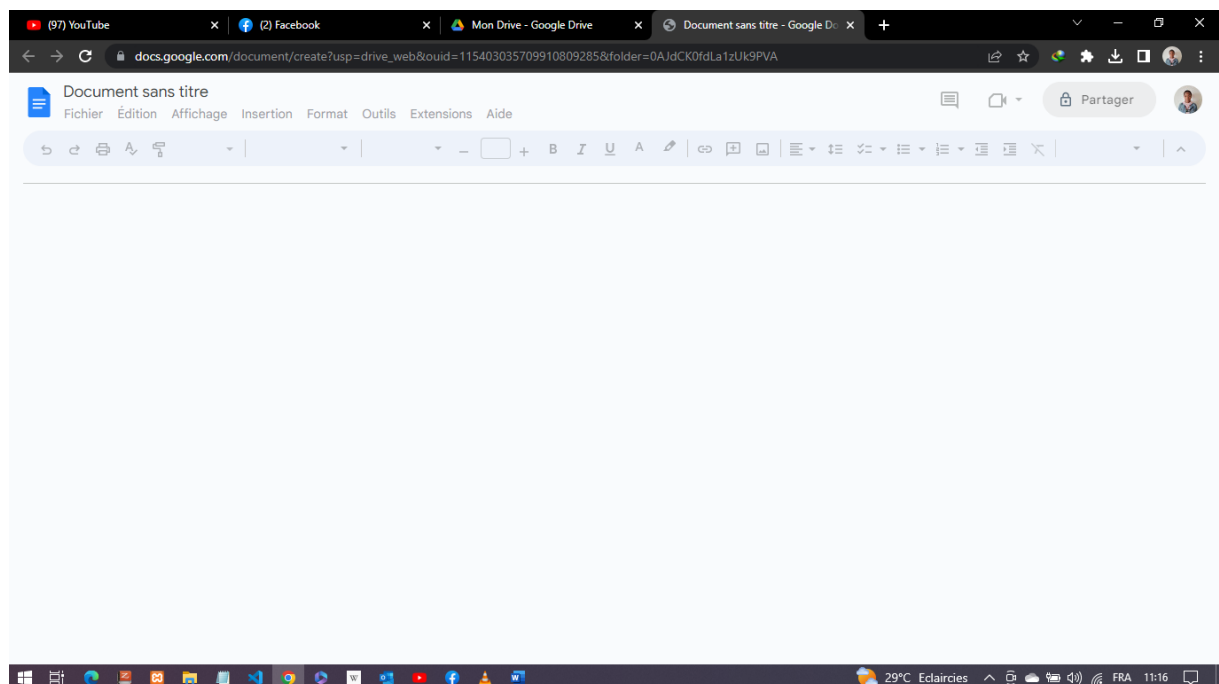 (97) YouTube
(2) Facebook
Mon Drive - Google Drive
Document sans titre - Google Do
docs.google.com/document/create?usp=drive_web&ouid=115403035709910809285&folder=0AJdCK0fdLa1zUk9PVA
Document sans titre
Fichier Édition Affichage Insertion Format Outils Extensions Aide
Partager
B I U A
29°C Eclaircies FRA 11:16